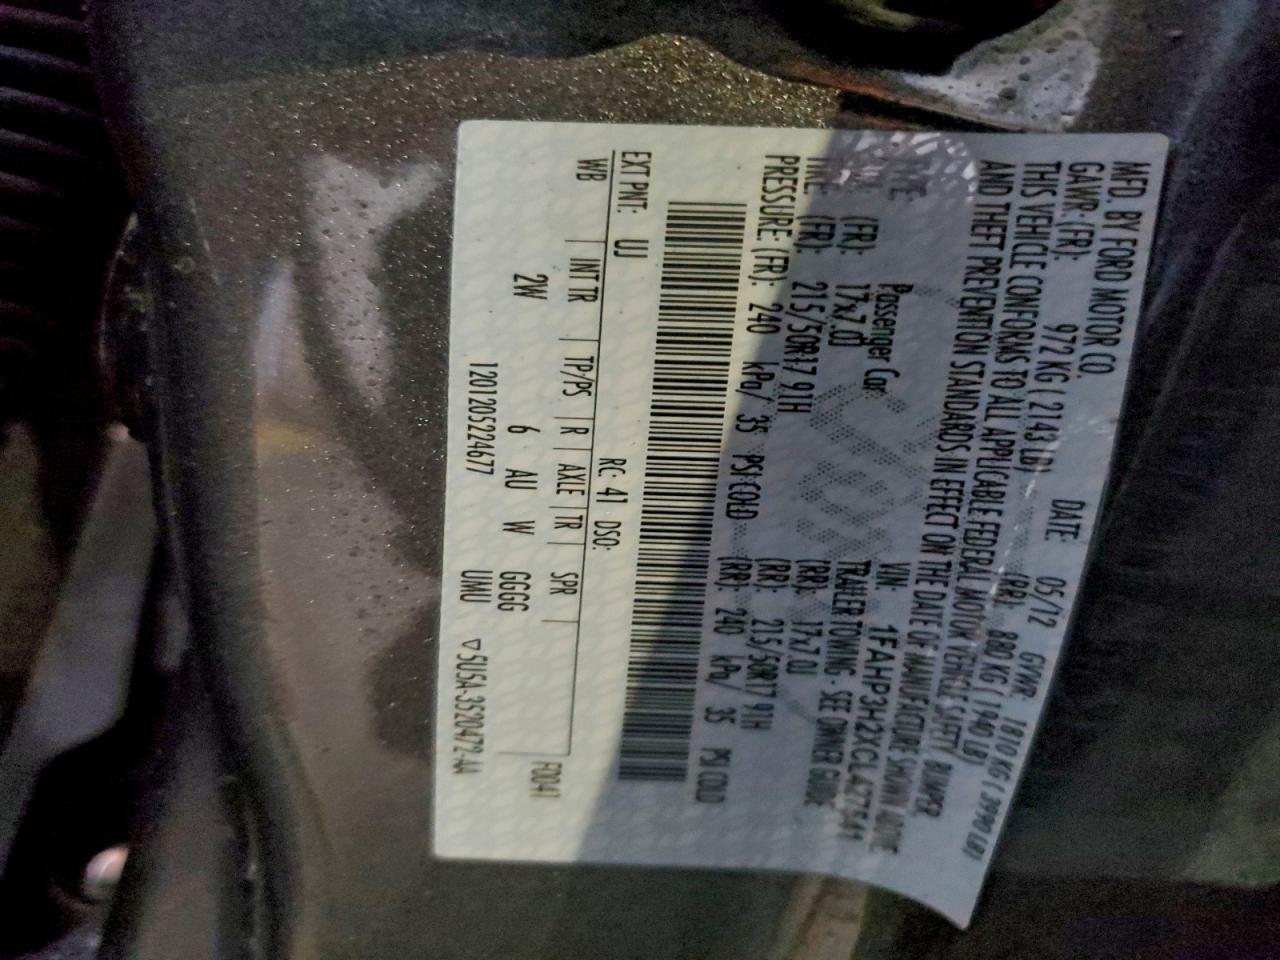 MFD. BY FORD MOTOR CO.
DATE: 05/12 GVWR: 1810 KG ( 3990 LB)
GAWR: (FR): 972 KG ( 2143 LB) (RR): 880 KG ( 1940 LB)
THIS VEHICLE CONFORMS TO ALL APPLICABLE FEDERAL MOTOR VEHICLE SAFETY, BUMPER,
AND THEFT PREVENTION STANDARDS IN EFFECT ON THE DATE OF MANUFACTURE SHOWN ABOVE
VIN: 1FAHP3H2XCL427541
Passenger Car TRAILER TOWING - SEE OWNER GUIDE
(FR): 17x7.0J (RR): 17x7.0J
(FR): 215/50R17 91H (RR): 215/50R17 91H
PRESSURE: (FR): 240 kPa/ 35 PSI COLD (RR): 240 kPa/ 35 PSI COLD
EXT PNT: UJ RC: 41 DSO:
WB INT TR TP/PS R AXLE TR SPR F0041
2W 6 AU W GGGG
1201205224677 UMU ▽5U5A-3520472-AA